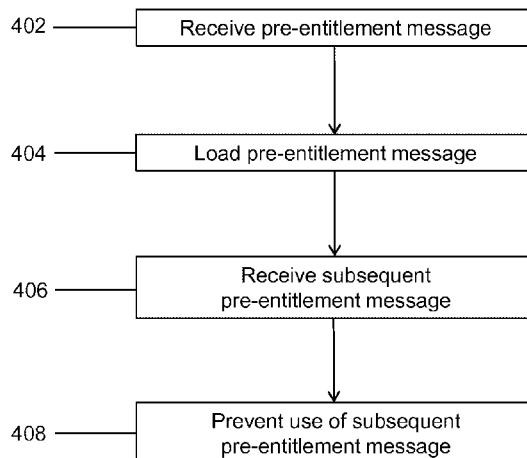 402
Receive pre-entitlement message
404
Load pre-entitlement message
406
Receive subsequent
pre-entitlement message
408
Prevent use of subsequent
pre-entitlement message